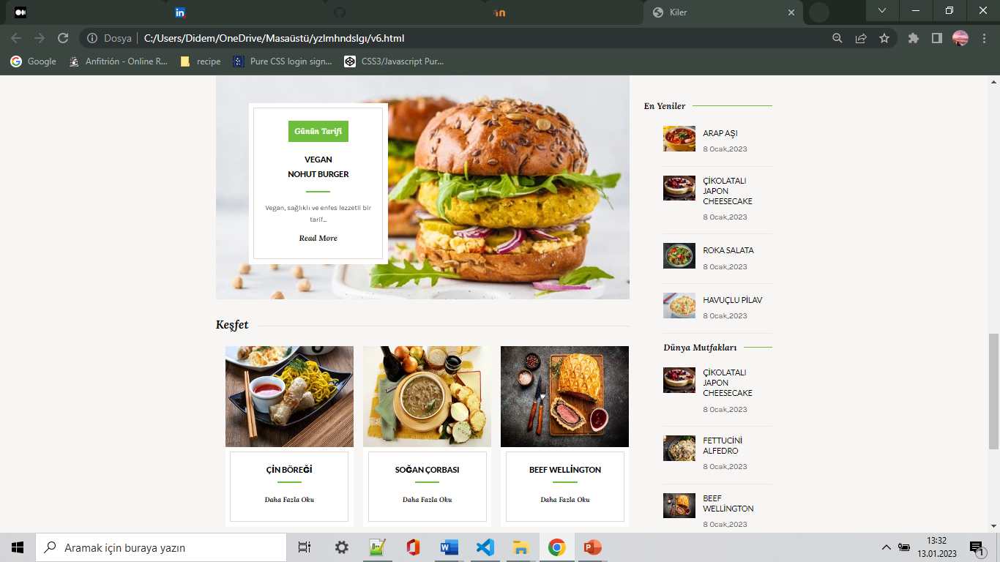 Kiler
Dosya
C:/Users/Didem/OneDrive/Masaüstü/yzlmhndslgı/v6.html
Google
Anfitrión - Online R...
recipe
Pure CSS login sign...
CSS3/Javascript Pur...
Günün Tarifi
VEGAN
NOHUT BURGER
Vegan, sağlıklı ve enfes lezzetli bir
tarif...
Read More
Keşfet
ÇİN BÖREĞİ
Daha Fazla Oku
SOĞAN ÇORBASI
Daha Fazla Oku
BEEF WELLİNGTON
Daha Fazla Oku
En Yeniler
ARAP AŞI
8 Ocak,2023
ÇİKOLATALI
JAPON
CHEESECAKE
8 Ocak,2023
ROKA SALATA
8 Ocak,2023
HAVUÇLU PİLAV
8 Ocak,2023
Dünya Mutfakları
ÇİKOLATALI
JAPON
CHEESECAKE
8 Ocak,2023
FETTUCİNİ
ALFEDRO
8 Ocak,2023
BEEF
WELLİNGTON
8 Ocak,2023
Aramak için buraya yazın
13:32
13.01.2023
1